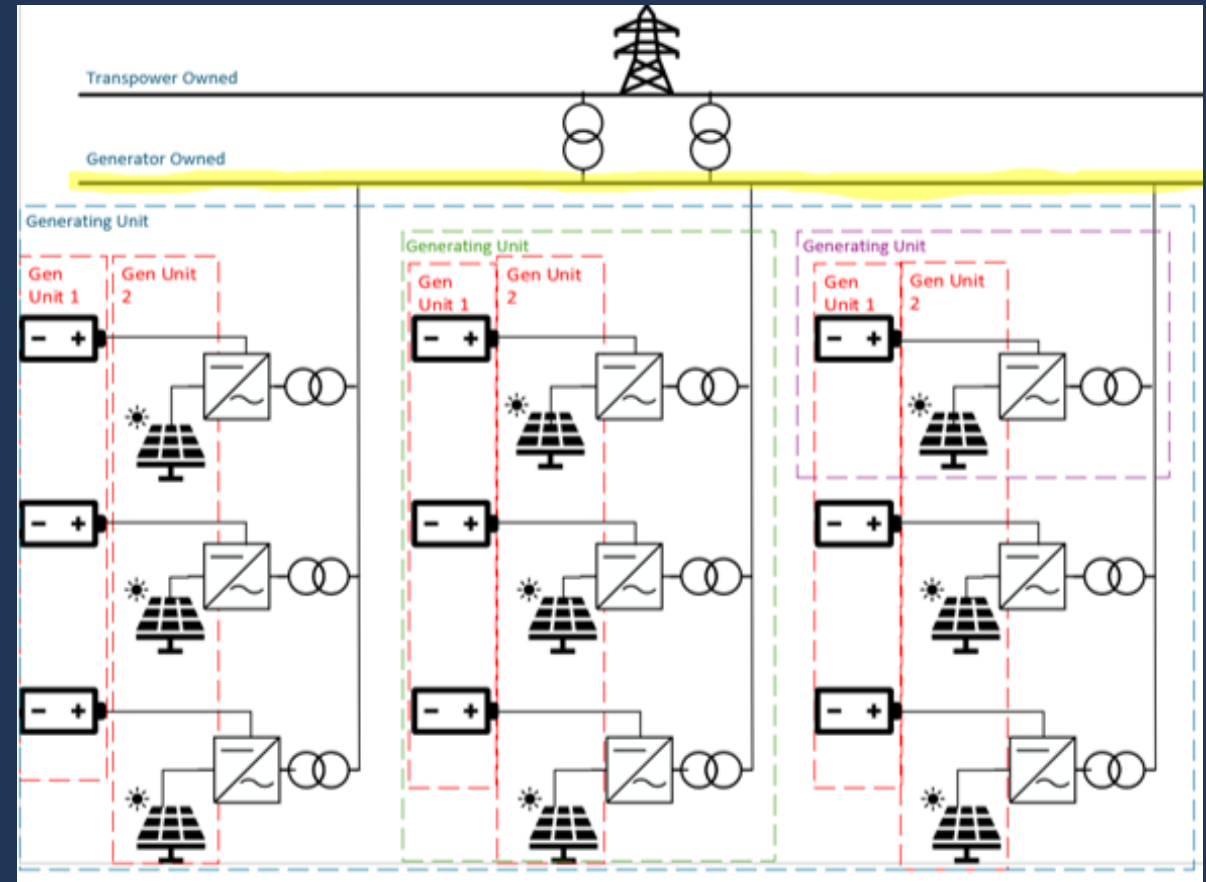 Transpower Owned
Generator Owned
Generating Unit
Generating Unit
Generating Unit
Gen
Unit 1
Gen Unit
2
Gen
Unit 1
Gen Unit
2
Gen
Unit 1
Gen Unit
2